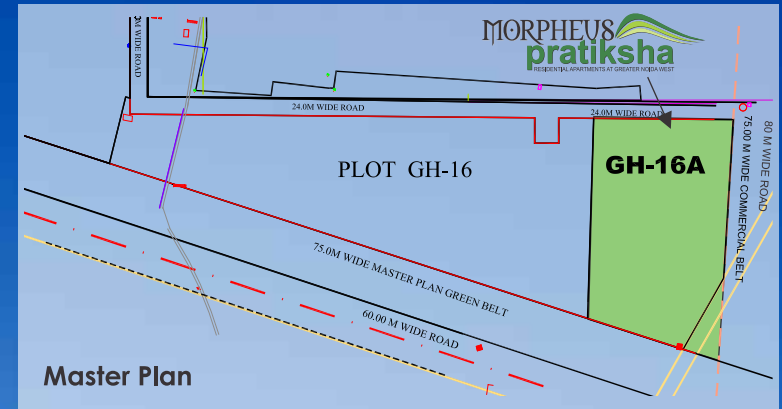 MORPHEUS
pratiksha
RESIDENTIAL APARTMENTS AT GREATER NOIDA WEST
M WIDE ROAD
24.0M WIDE ROAD
24.0M WIDE ROAD
PLOT GH-16
GH-16A
75.00 M WIDE COMMERCIAL BELT
80 M WIDE ROAD
75.0M WIDE MASTER PLAN GREEN BELT
60.00 M WIDE ROAD
Master Plan